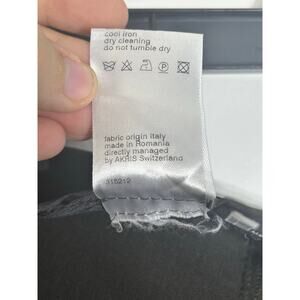 cool iron
dry cleaning
do not tumble dry
fabric origin Italy
made in Romania
directly managed
by AKRIS Switzerland
315212